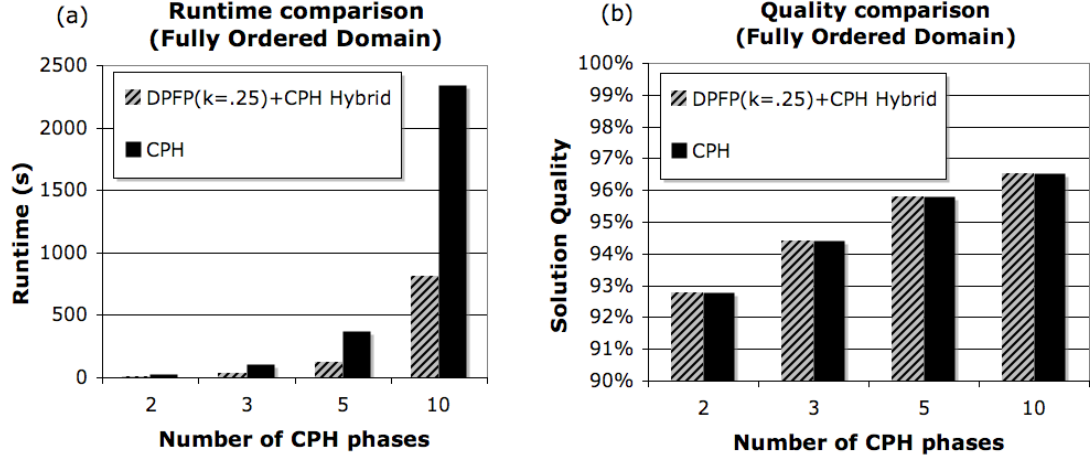 (a)
Runtime comparison
(Fully Ordered Domain)
2500
2000
1500
1000
500
0
Runtime (s)
DPFP(k=.25)+CPH Hybrid
CPH
2 3 5 10
Number of CPH phases
(b)
Quality comparison
(Fully Ordered Domain)
100%
99%
98%
97%
96%
95%
94%
93%
92%
91%
90%
Solution Quality
DPFP(k=.25)+CPH Hybrid
CPH
2 3 5 10
Number of CPH phases